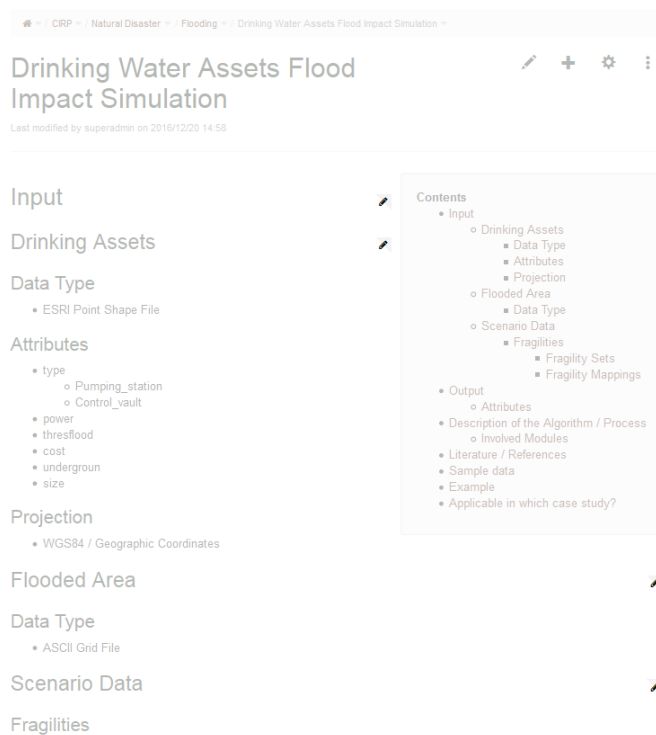 / CIRP / Natural Disaster / Flooding / Drinking Water Assets Flood Impact Simulation
Drinking Water Assets Flood
Impact Simulation
Last modified by superadmin on 2016/12/20 14:58
Input
Drinking Assets
Data Type
ESRI Point Shape File
Attributes
type
Pumping_station
Control_vault
power
thresflood
cost
undergroun
size
Projection
WGS84 / Geographic Coordinates
Flooded Area
Data Type
ASCII Grid File
Scenario Data
Fragilities
Contents
Input
Drinking Assets
Data Type
Attributes
Projection
Flooded Area
Data Type
Scenario Data
Fragilities
Fragility Sets
Fragility Mappings
Output
Attributes
Description of the Algorithm / Process
Involved Modules
Literature / References
Sample data
Example
Applicable in which case study?